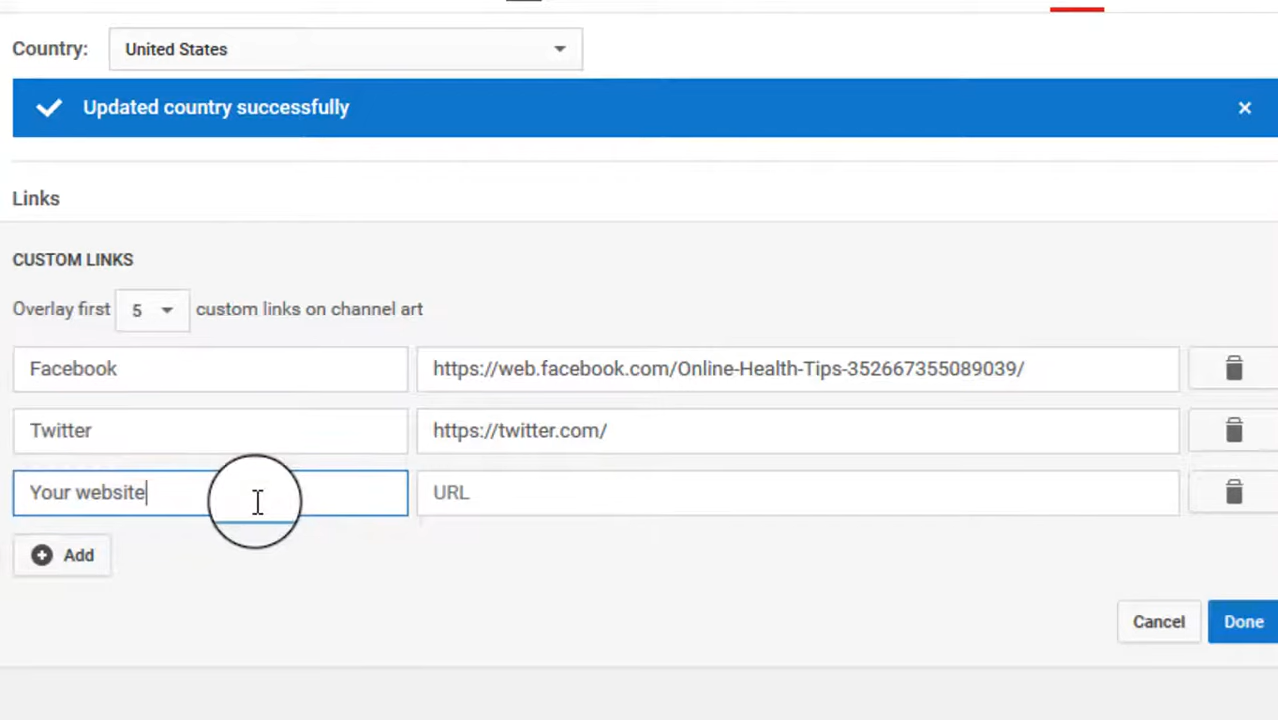 Country: United States
Updated country successfully
Links
CUSTOM LINKS
Overlay first 5 custom links on channel art
Facebook https://web.facebook.com/Online-Health-Tips-352667355089039/
Twitter https://twitter.com/
Your website URL
Add
Cancel Done